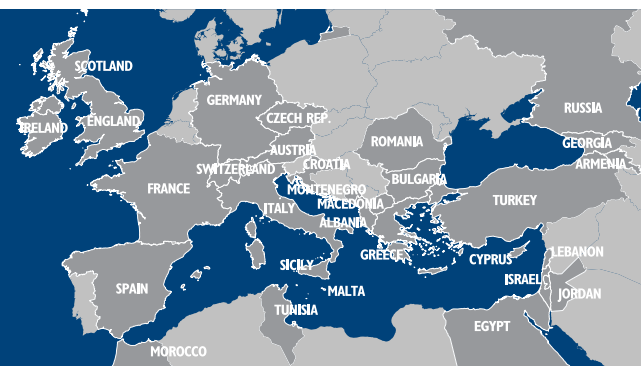 SCOTLAND
GERMANY
RUSSIA
CZECH REP.
IRELAND
ENGLAND
ROMANIA
GEORGIA
AUSTRIA
CROATIA
ARMENIA
SWITZERLAND
BULGARIA
FRANCE
MONTENEGRO
TURKEY
MACEDONIA
ITALY
ALBANIA
GREECE
LEBANON
CYPRUS
SICILY
ISRAEL
SPAIN
MALTA
JORDAN
TUNISIA
EGYPT
MOROCCO